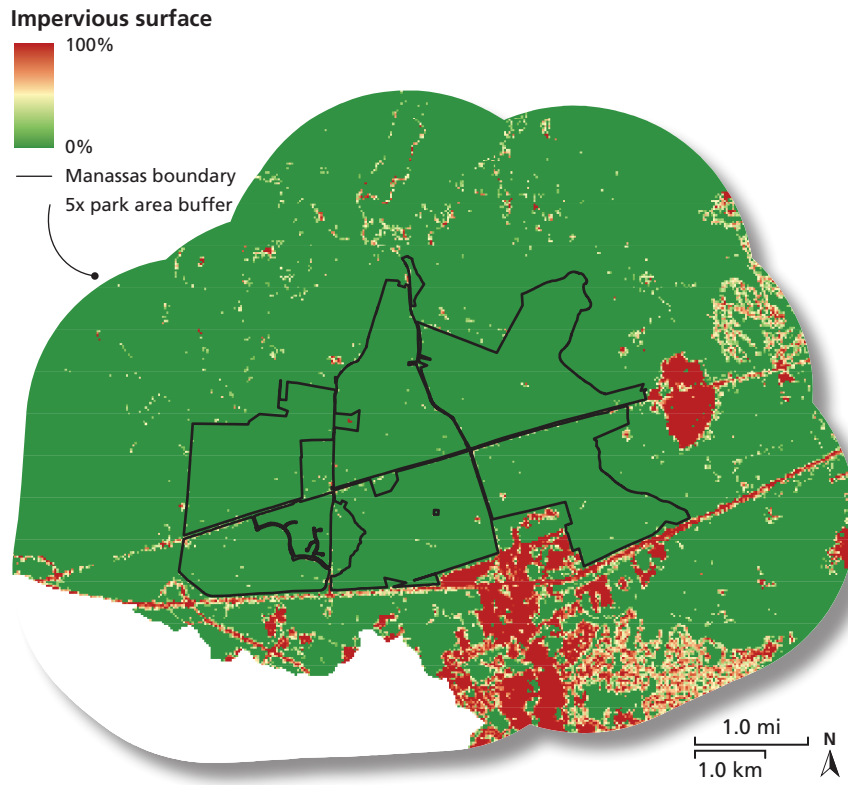 Impervious surface
100%
0%
Manassas boundary
5x park area buffer
1.0 mi
1.0 km
N